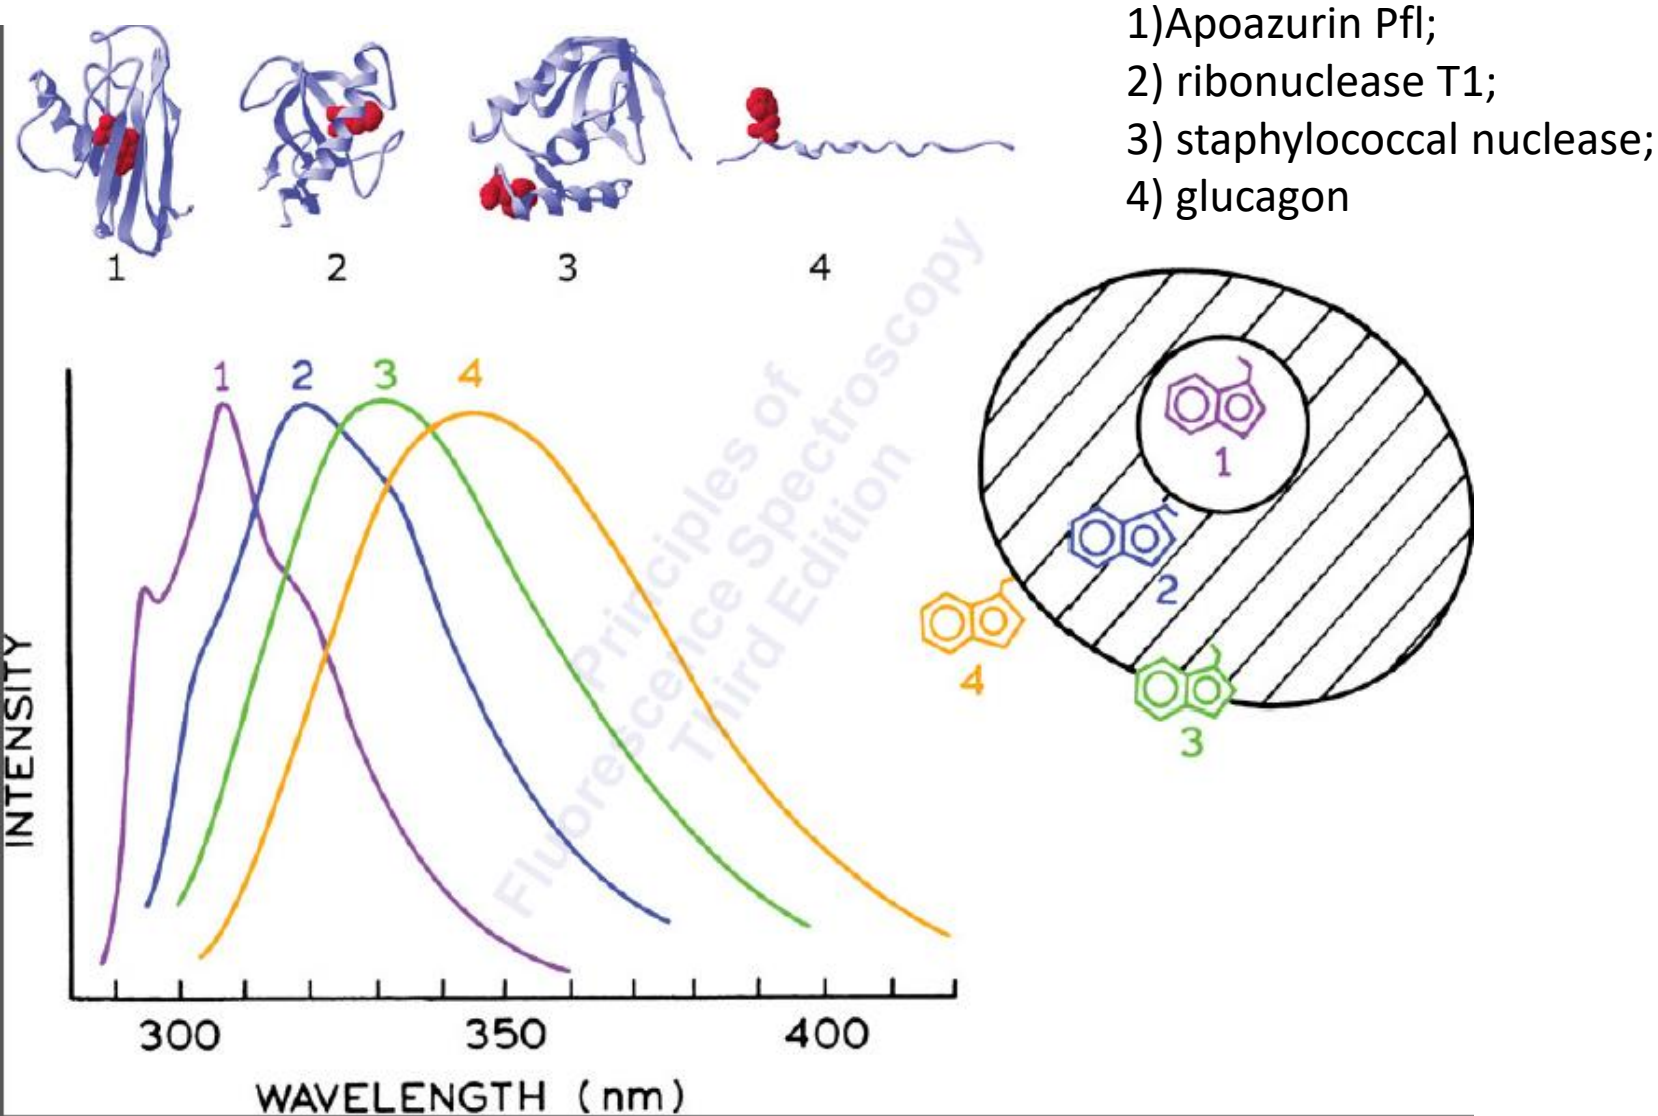 1)Apoazurin Pfl;
2) ribonuclease T1;
3) staphylococcal nuclease;
4) glucagon
1 2 3 4
1 2 3 4
1
2
4
3
Principles of
Fluorescence Spectroscopy
Third Edition
INTENSITY
300 350 400
WAVELENGTH (nm)